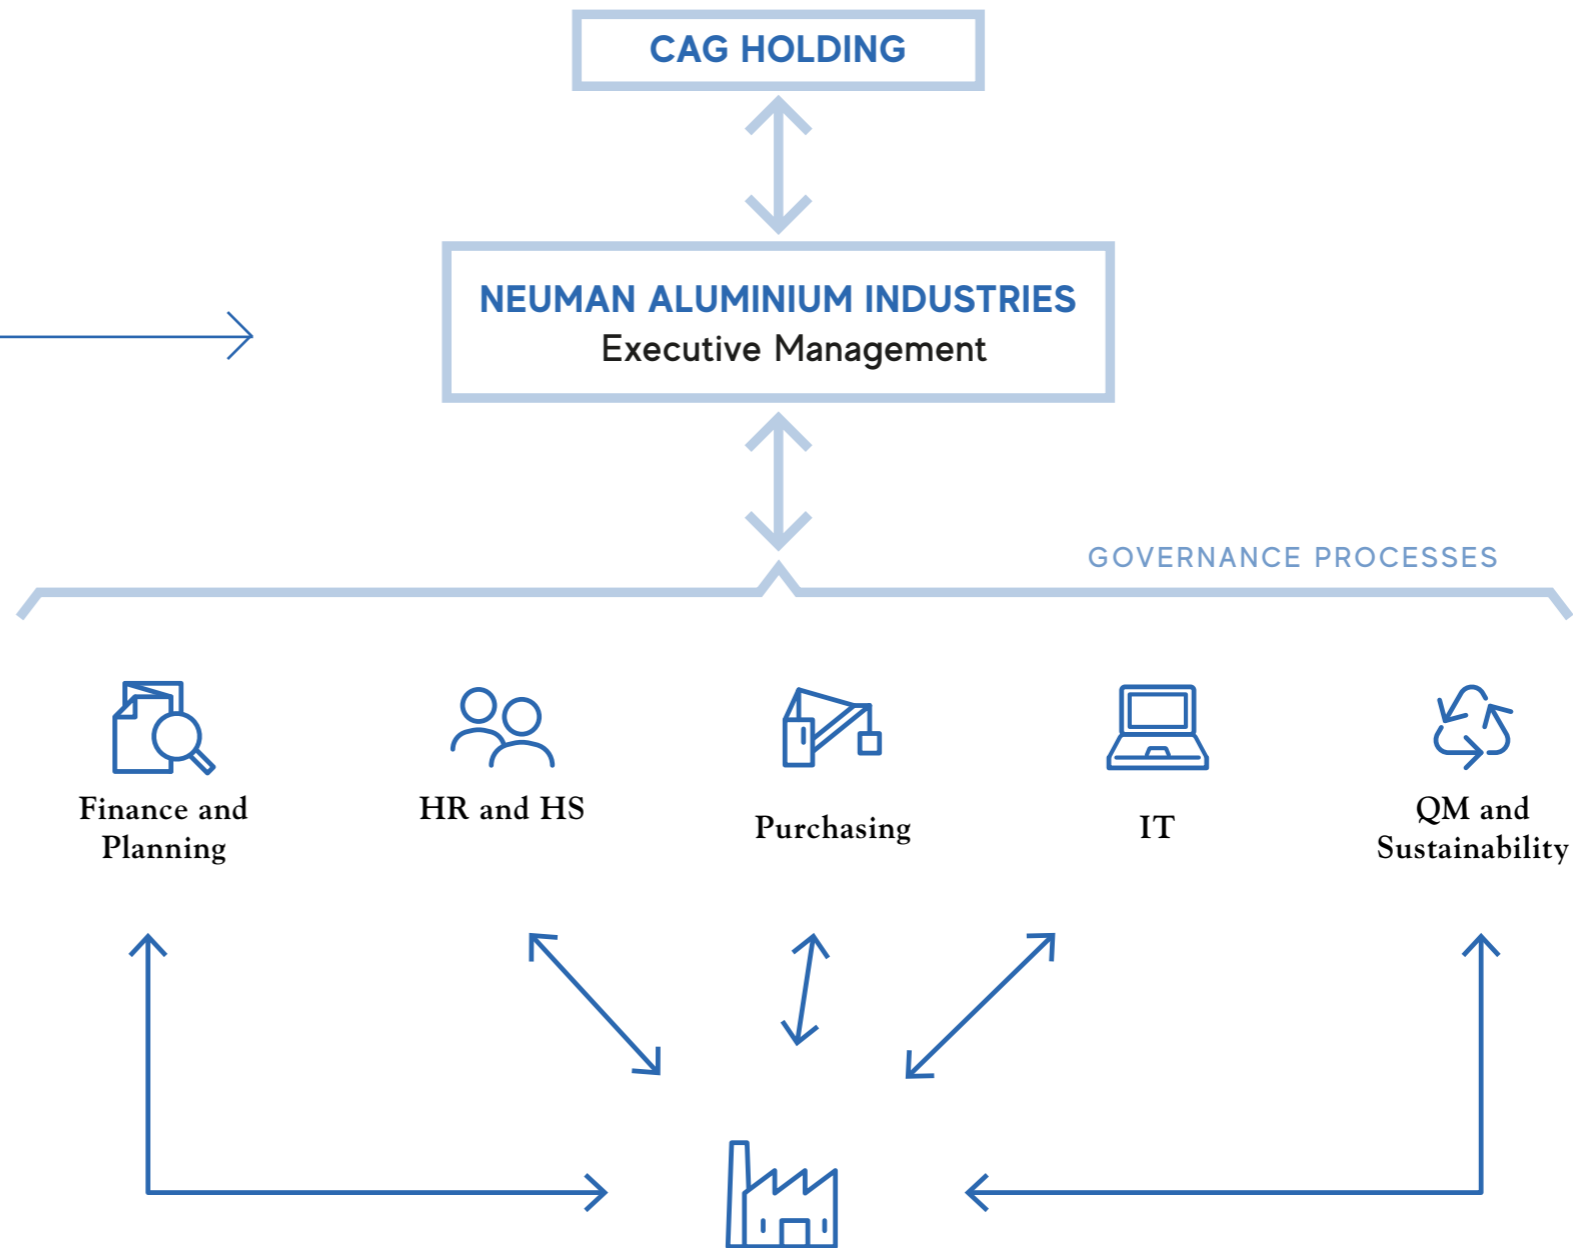 CAG HOLDING
NEUMAN ALUMINIUM INDUSTRIES
Executive Management
GOVERNANCE PROCESSES
Finance and
Planning
HR and HS
Purchasing
IT
QM and
Sustainability